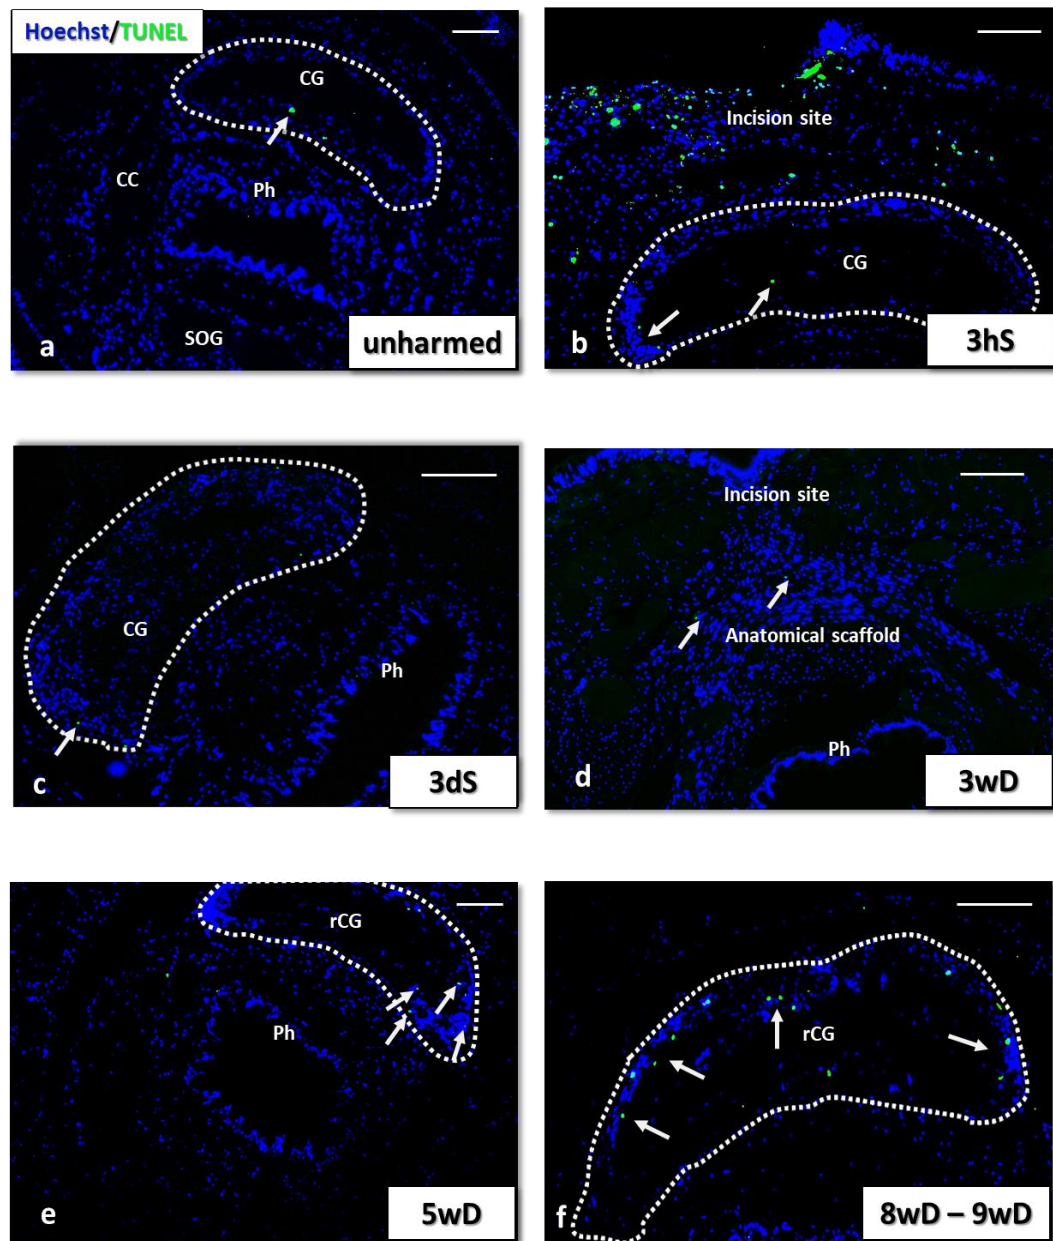 Hoechst/TUNEL
CG
CC
Ph
SOG
a
unharmed
Incision site
CG
b
3hS
CG
Ph
c
3dS
Incision site
Anatomical scaffold
Ph
d
3wD
rCG
Ph
e
5wD
rCG
f
8wD – 9wD